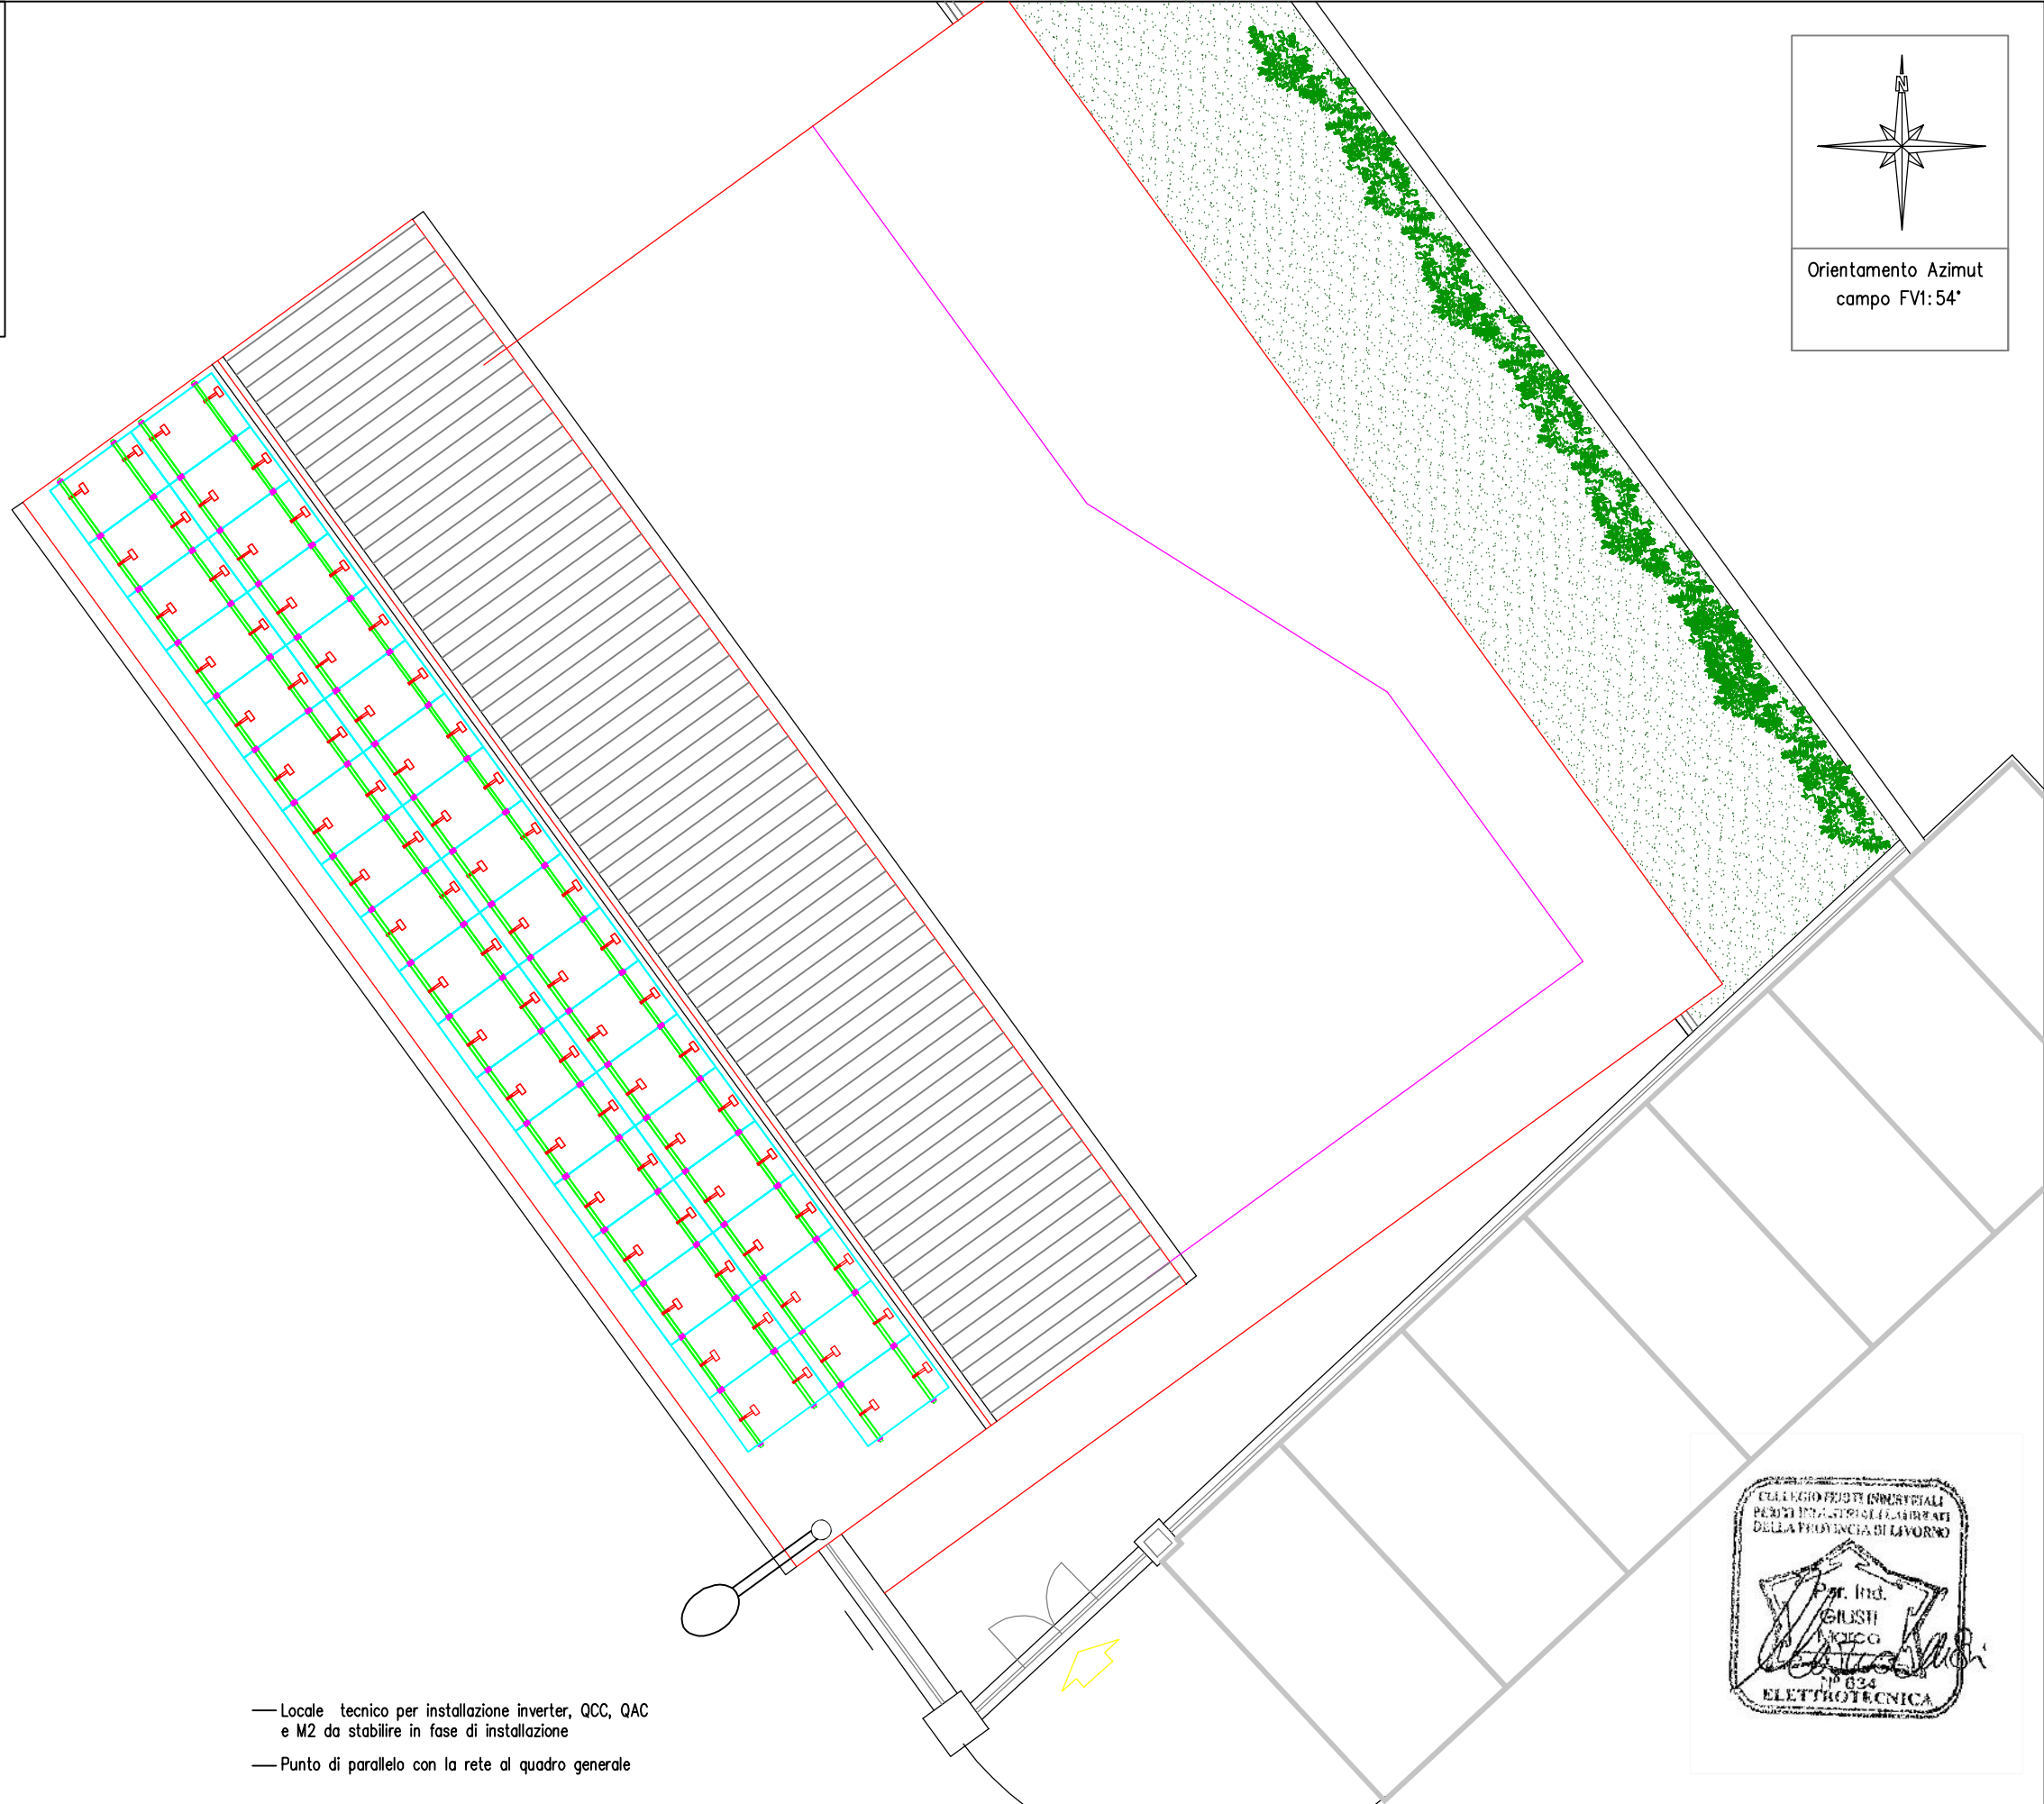 N
Orientamento Azimut
campo FV1:54°
Locale tecnico per installazione inverter, QCC, QAC
e M2 da stabilire in fase di installazione
Punto di parallelo con la rete al quadro generale
COLLEGIO PERITI INDUSTRIALI
PERITI INDUSTRIALI LAUREATI
DELLA PROVINCIA DI LIVORNO
Per. Ind.
GIUSTI
Marco
N° 634
ELETTROTECNICA